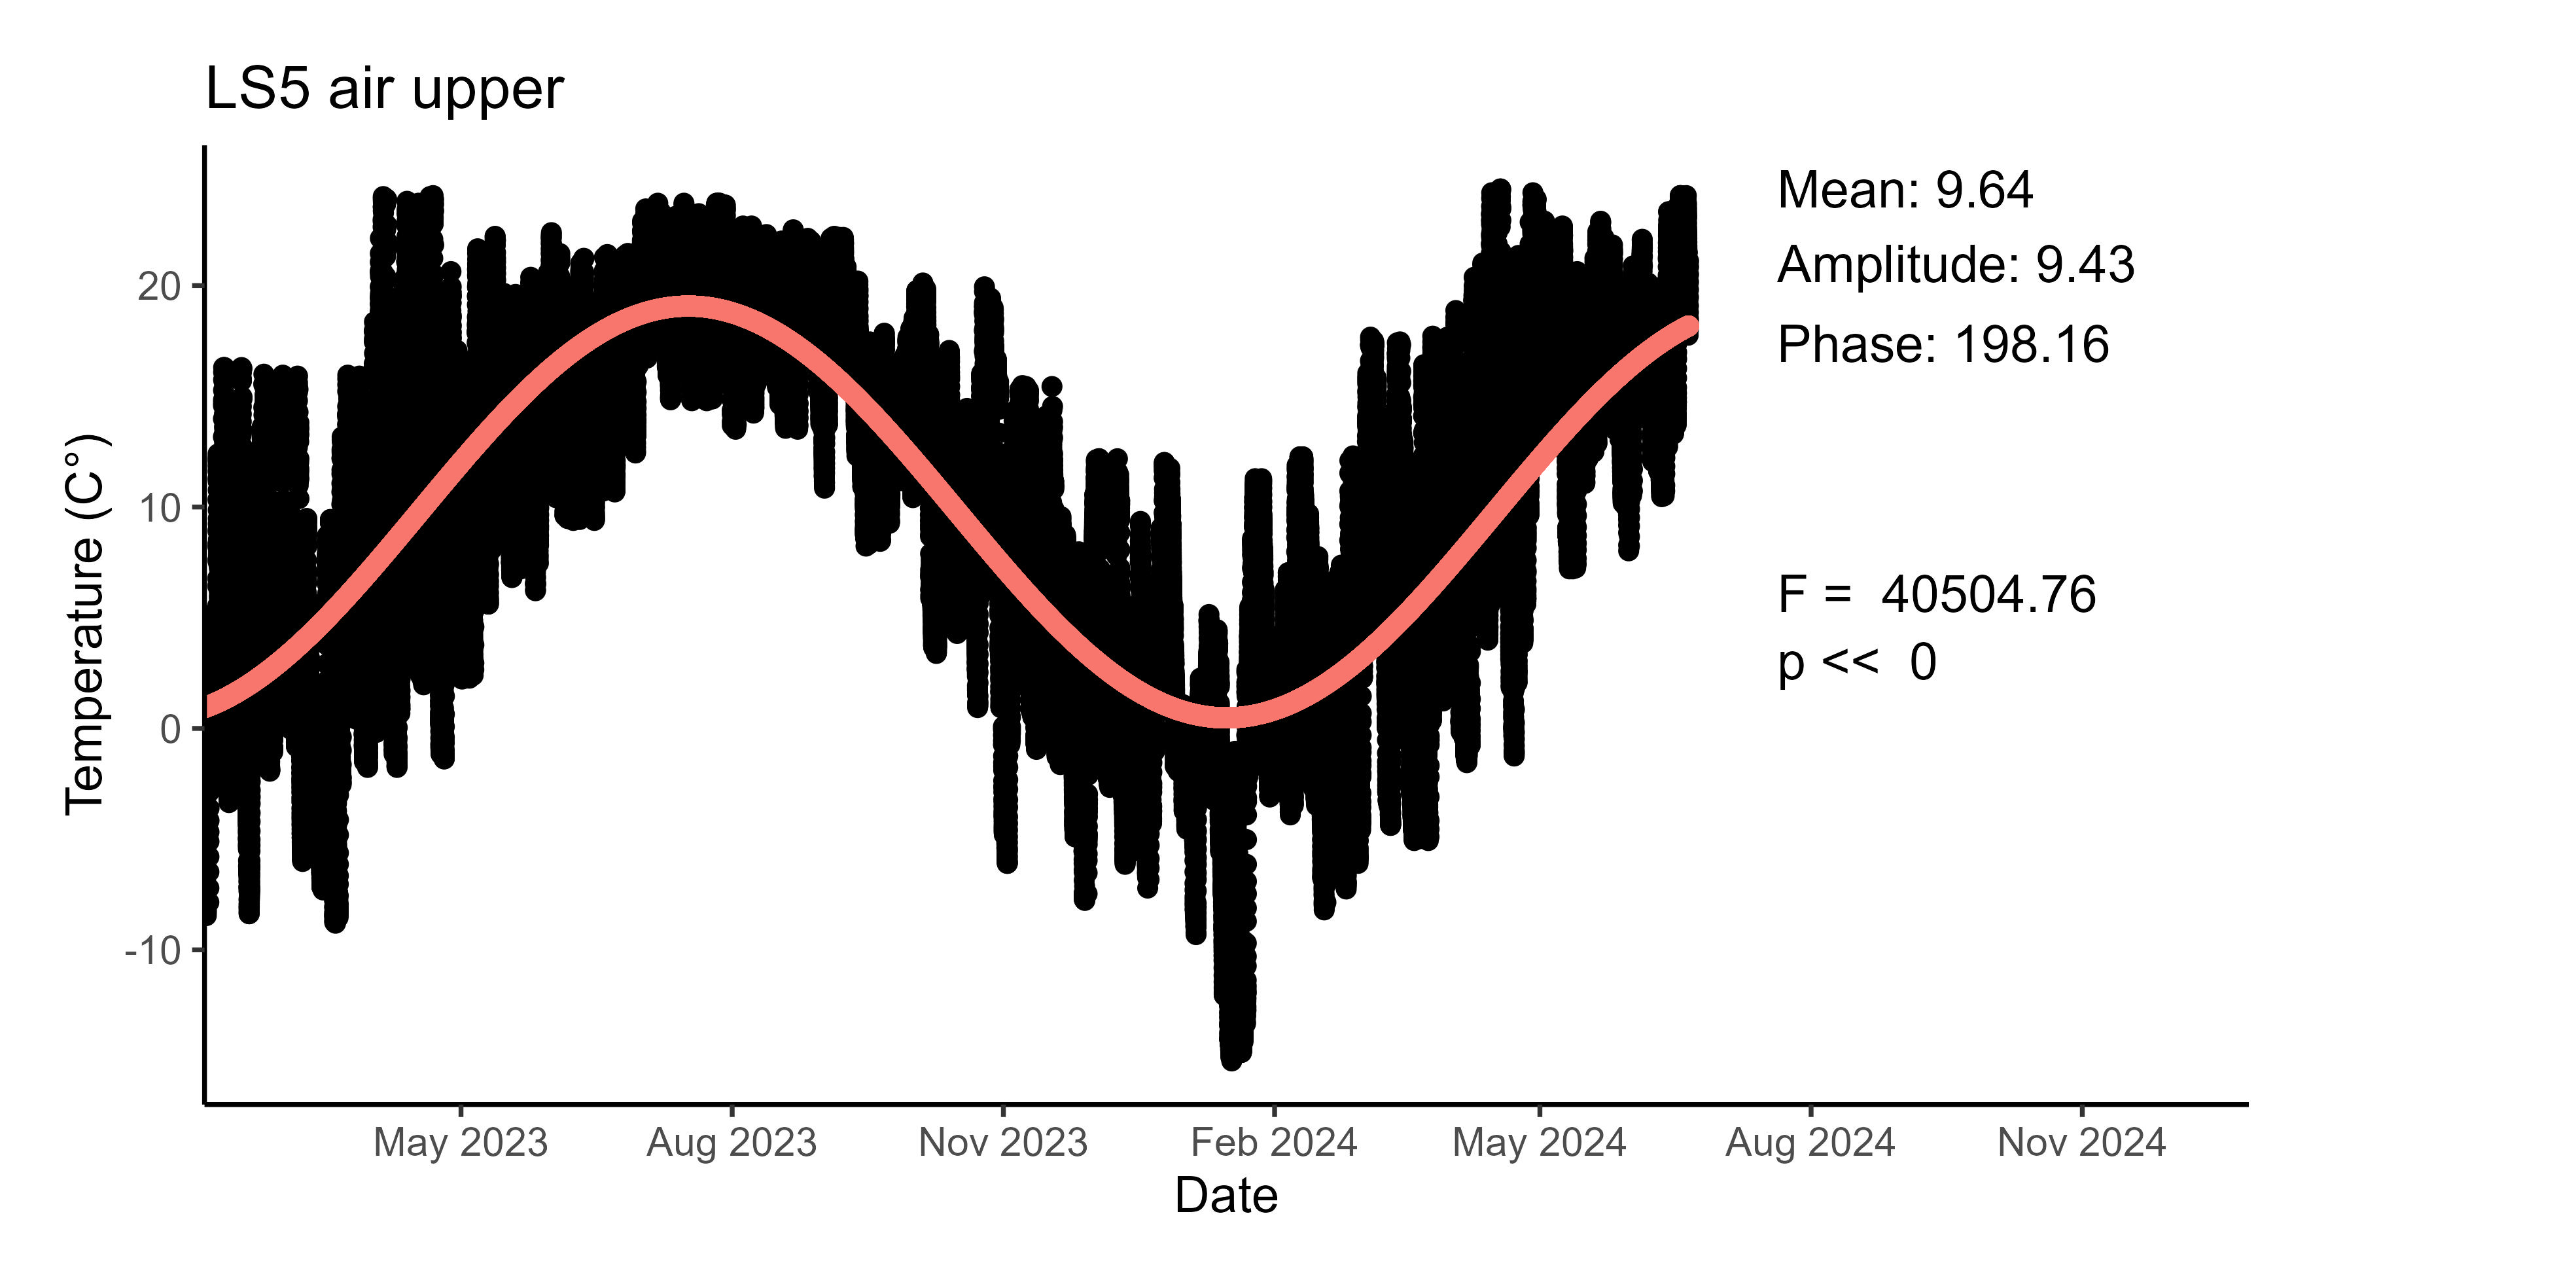 LS5 air upper
Mean: 9.64
Amplitude: 9.43
Phase: 198.16
F =  40504.76
p <<  0
Temperature (C°)
20
10
0
-10
May 2023
Aug 2023
Nov 2023
Feb 2024
May 2024
Aug 2024
Nov 2024
Date